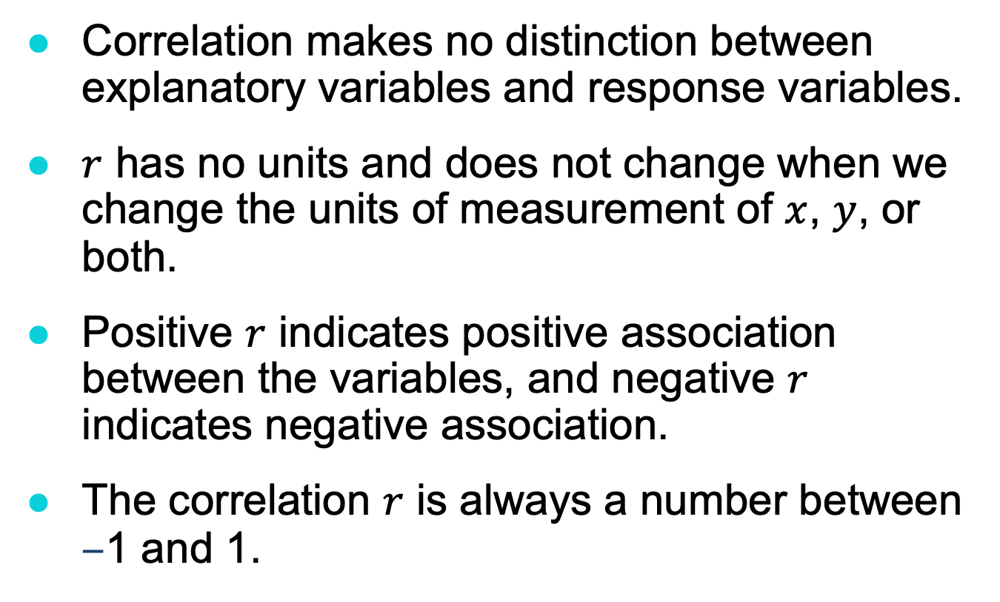 • Correlation makes no distinction between
explanatory variables and response variables.
• r has no units and does not change when we
change the units of measurement of x, y, or
both.
• Positive r indicates positive association
between the variables, and negative r
indicates negative association.
• The correlation r is always a number between
–1 and 1.